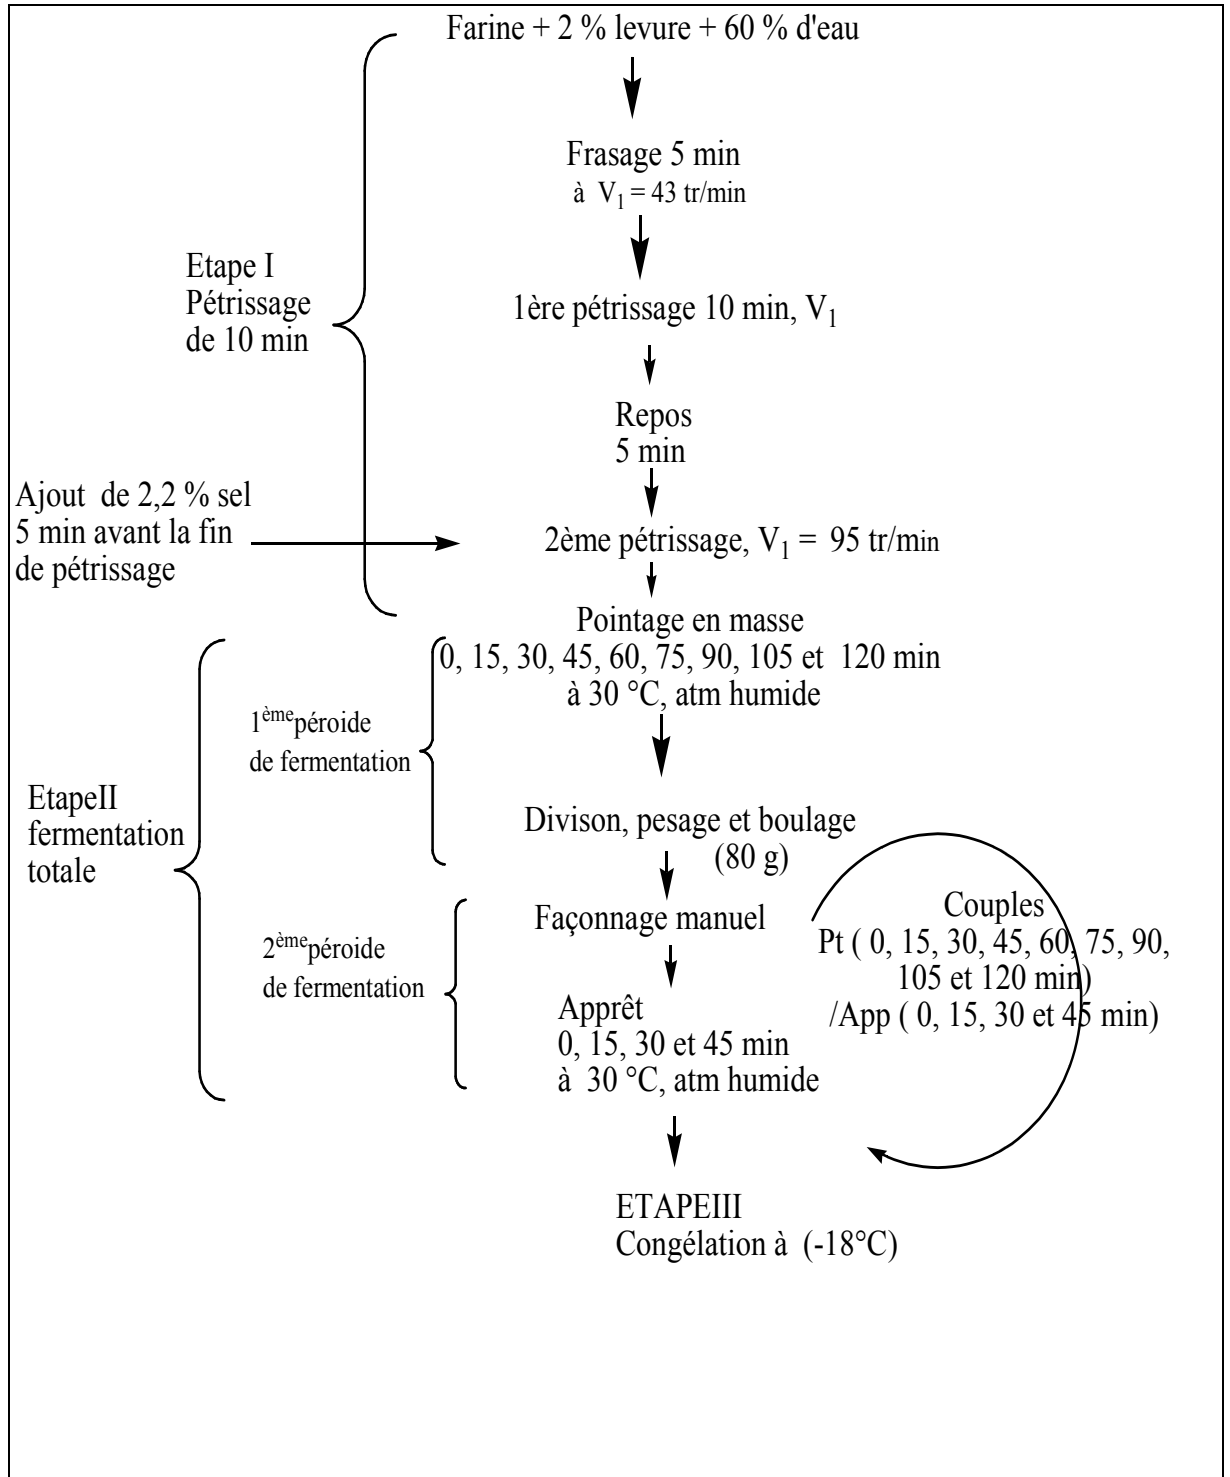 Farine + 2 % levure + 60 % d'eau
Frasage 5 min
à V₁ = 43 tr/min
Etape I
Pétrissage
de 10 min
1ère pétrissage 10 min, V₁
Repos
5 min
Ajout de 2,2 % sel
5 min avant la fin
de pétrissage
2ème pétrissage, V₁ = 95 tr/min
Pointage en masse
0, 15, 30, 45, 60, 75, 90, 105 et 120 min
à 30 °C, atm humide
1ème péroide
de fermentation
EtapeII
fermentation
totale
Divison, pesage et boulage
(80 g)
Façonnage manuel
2ème péroide
de fermentation
Couples
Pt ( 0, 15, 30, 45, 60, 75, 90,
105 et 120 min)
/App ( 0, 15, 30 et 45 min)
Apprêt
0, 15, 30 et 45 min
à 30 °C, atm humide
ETAPEIII
Congélation à (-18°C)